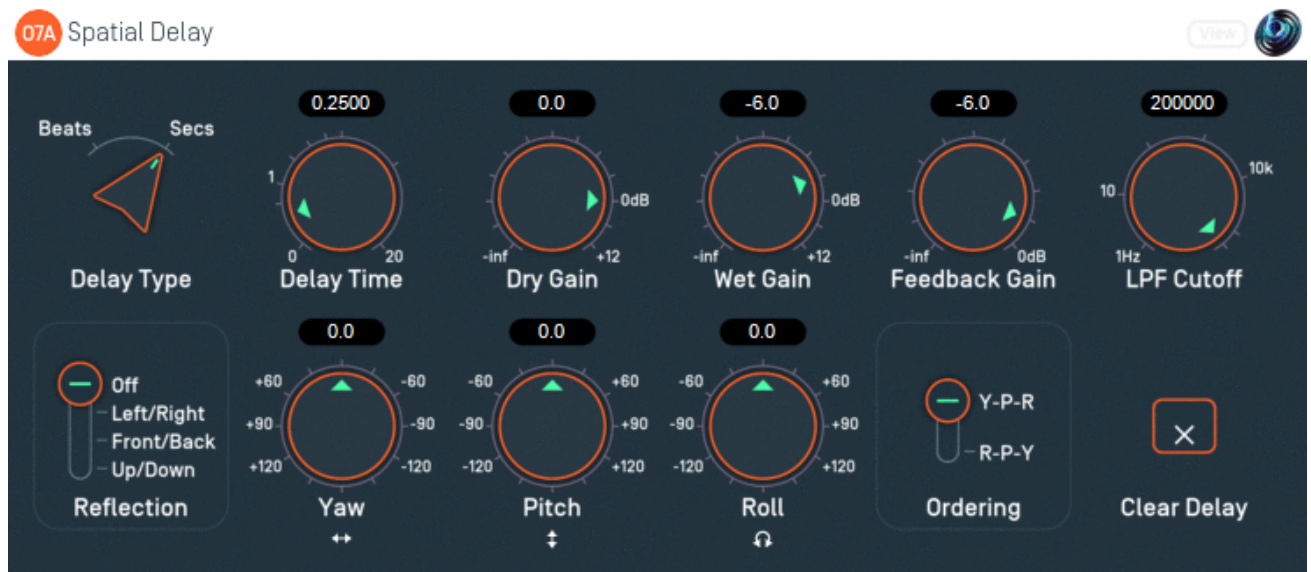 O7A Spatial Delay View
0.2500 0.0 -6.0 -6.0 200000
Beats Secs
1 10k
0dB 0dB 10
0 20 -inf +12 -inf +12 -inf 0dB 1Hz
Delay Type Delay Time Dry Gain Wet Gain Feedback Gain LPF Cutoff
0.0 0.0 0.0
Off +60 -60 -60 +60 -60 +60 Y-P-R
Left/Right +90 -90 -90 +90 -90 +90
Front/Back R-P-Y
Up/Down +120 -120 -120 +120 -120 +120
Reflection Yaw Pitch Roll Ordering Clear Delay